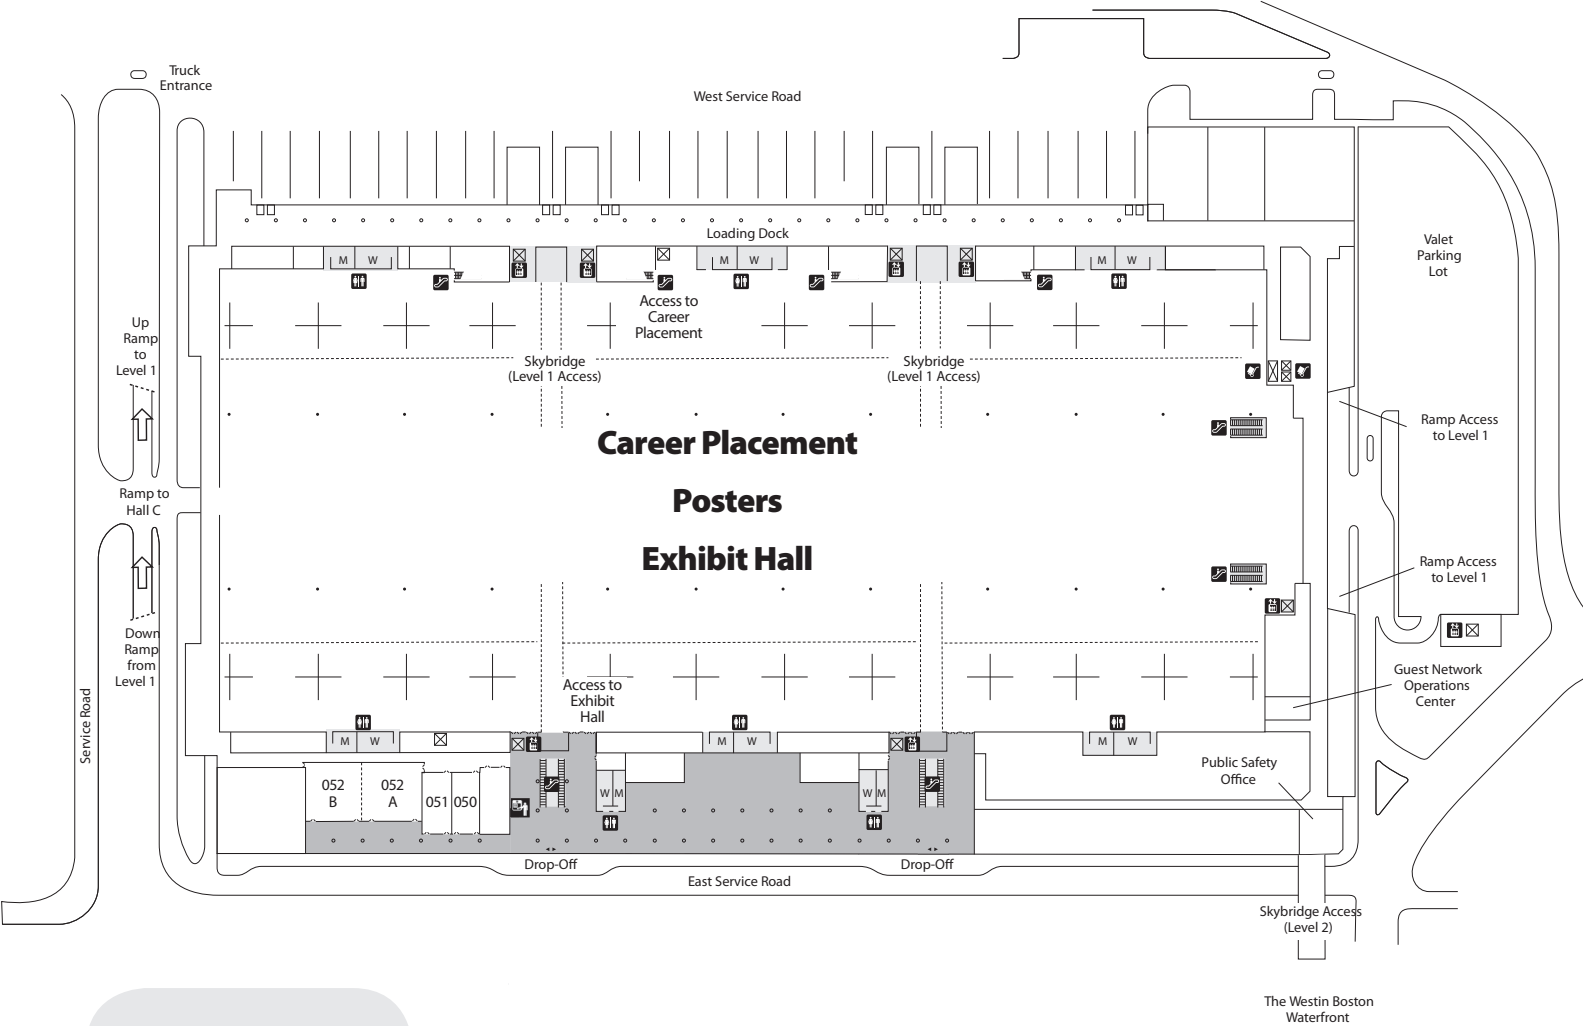 Truck
Entrance
West Service Road
Loading Dock
Valet
Parking
Lot
M W
M W
M W
Access to
Career
Placement
Up
Ramp
to
Level 1
Skybridge
(Level 1 Access)
Skybridge
(Level 1 Access)
Ramp Access
to Level 1
Career Placement
Posters
Exhibit Hall
Ramp to
Hall C
Ramp Access
to Level 1
Down
Ramp
from
Level 1
Access to
Exhibit
Hall
Guest Network
Operations
Center
Service Road
M W
M W
M W
Public Safety
Office
052
B
052
A
051
050
W M
W M
Drop-Off
Drop-Off
East Service Road
Skybridge Access
(Level 2)
The Westin Boston
Waterfront